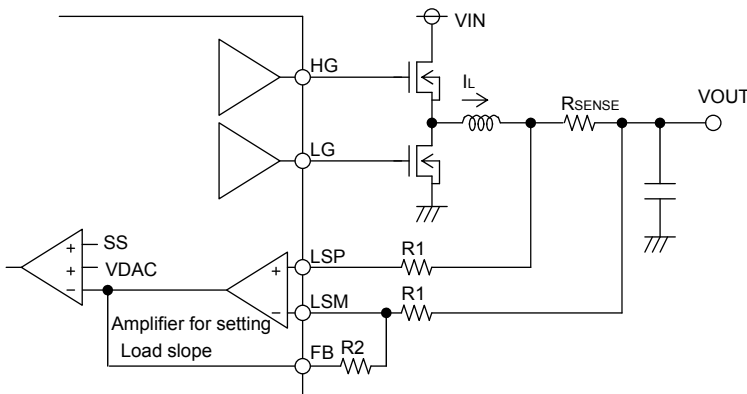 VIN
HG
IL
RSENSE
VOUT
LG
SS
+
VDAC
+
−
LSP
+
R1
LSM
−
R1
Amplifier for setting
Load slope
FB
R2